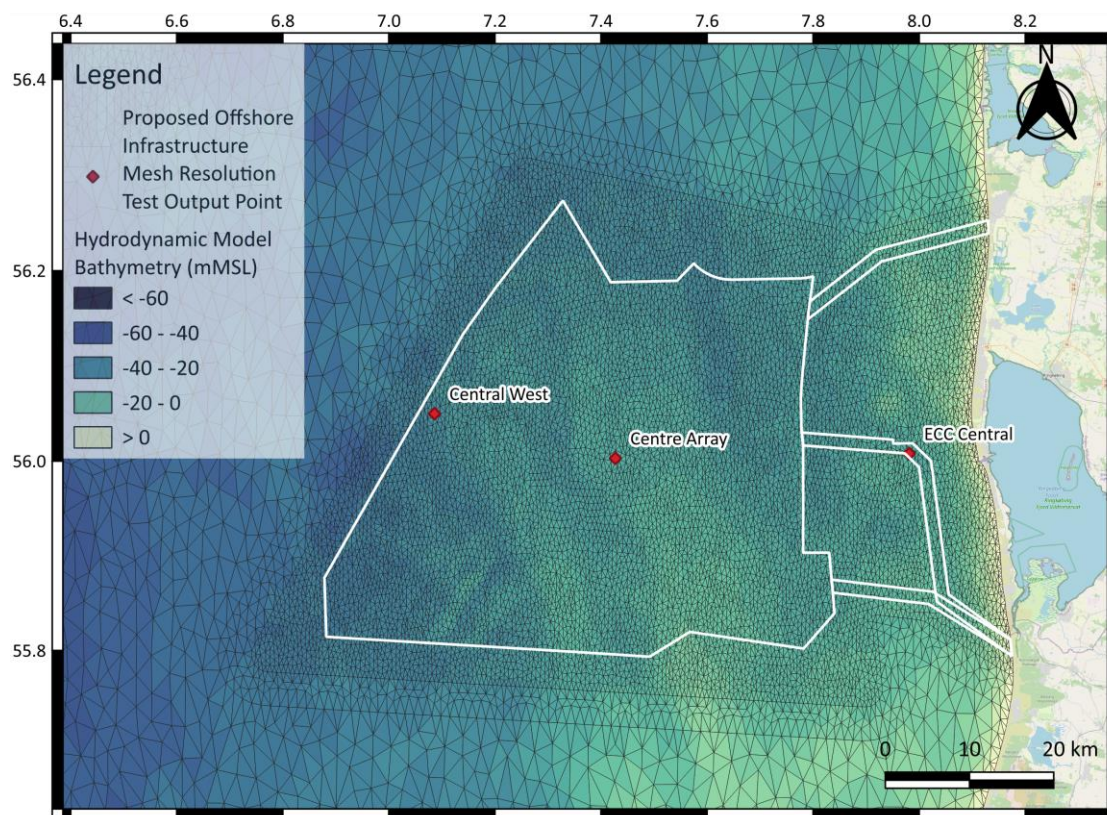 6.4 6.6 6.8 7.0 7.2 7.4 7.6 7.8 8.0 8.2
56.4
56.2
56.0
55.8
Legend
Proposed Offshore
Infrastructure
Mesh Resolution
Test Output Point
Hydrodynamic Model
Bathymetry (mMSL)
< -60
-60 - -40
-40 - -20
-20 - 0
> 0
N
Central West
Centre Array
ECC Central
0 10 20 km